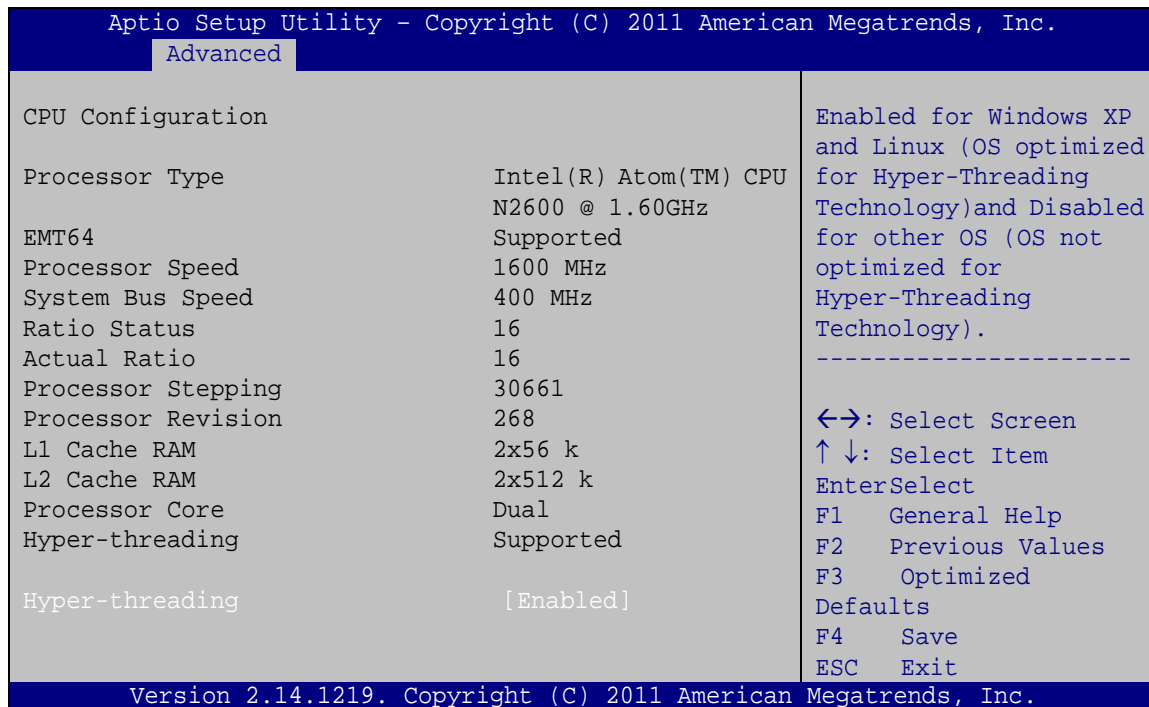 Aptio Setup Utility – Copyright (C) 2011 American Megatrends, Inc.
Advanced
CPU Configuration
Processor Type Intel(R) Atom(TM) CPU
N2600 @ 1.60GHz
EMT64 Supported
Processor Speed 1600 MHz
System Bus Speed 400 MHz
Ratio Status 16
Actual Ratio 16
Processor Stepping 30661
Processor Revision 268
L1 Cache RAM 2x56 k
L2 Cache RAM 2x512 k
Processor Core Dual
Hyper-threading Supported
Hyper-threading [Enabled]
Enabled for Windows XP
and Linux (OS optimized
for Hyper-Threading
Technology)and Disabled
for other OS (OS not
optimized for
Hyper-Threading
Technology).
----------------------
←→: Select Screen
↑ ↓: Select Item
EnterSelect
F1 General Help
F2 Previous Values
F3 Optimized
Defaults
F4 Save
ESC Exit
Version 2.14.1219. Copyright (C) 2011 American Megatrends, Inc.